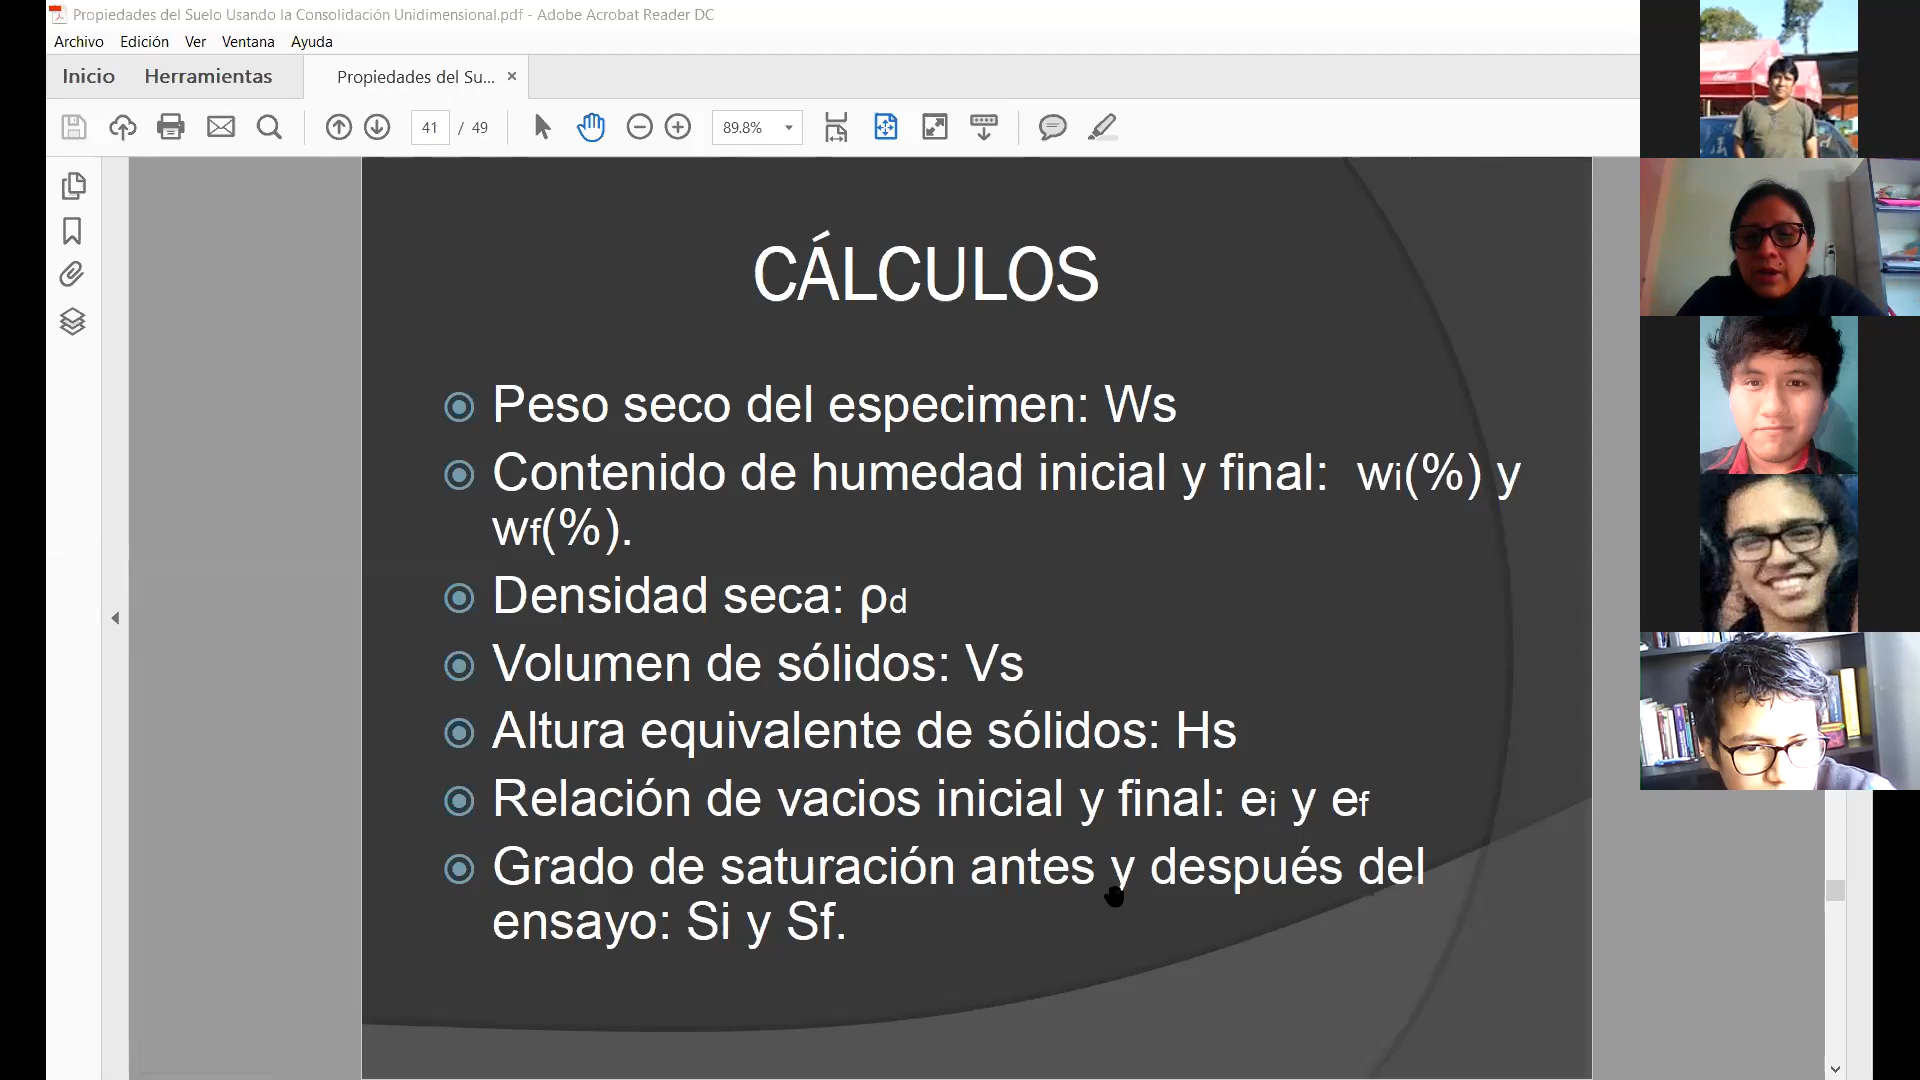 Propiedades del Suelo Usando la Consolidación Unidimensional.pdf - Adobe Acrobat Reader DC
Archivo Edición Ver Ventana Ayuda
Inicio Herramientas Propiedades del Su... ×
41 / 49 89.8%
CÁLCULOS
Peso seco del especimen: Ws
Contenido de humedad inicial y final: wi(%) y
wf(%).
Densidad seca: ρd
Volumen de sólidos: Vs
Altura equivalente de sólidos: Hs
Relación de vacios inicial y final: ei y ef
Grado de saturación antes y después del
ensayo: Si y Sf.